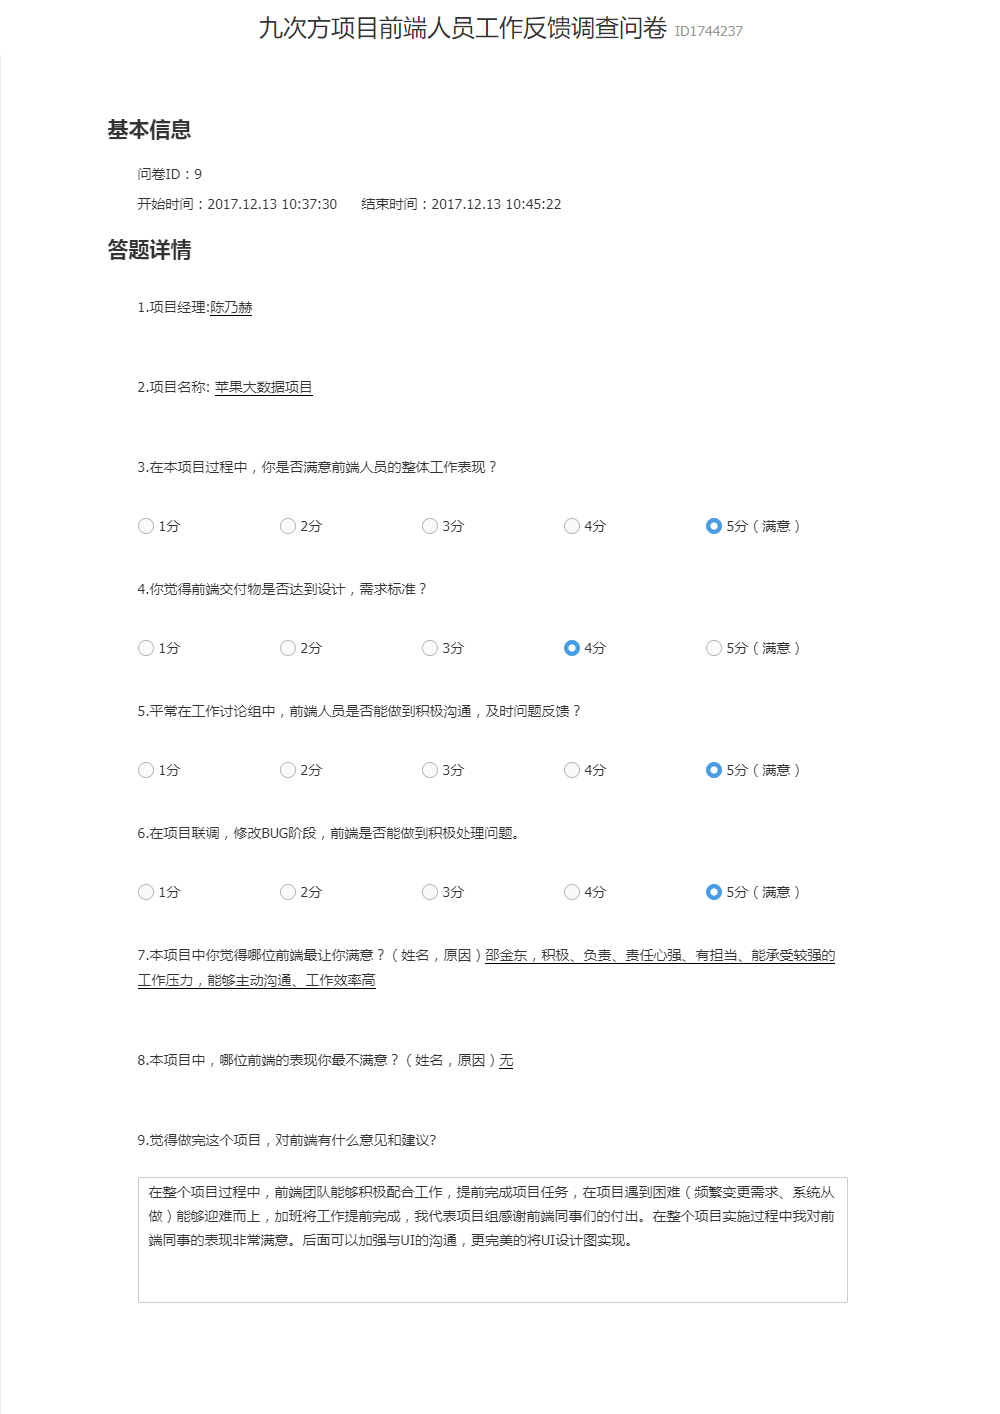 九次方项目前端人员工作反馈调查问卷 ID1744237
基本信息
问卷ID：9
开始时间：2017.12.13 10:37:30 结束时间：2017.12.13 10:45:22
答题详情
1.项目经理:陈乃赫
2.项目名称: 苹果大数据项目
3.在本项目过程中，你是否满意前端人员的整体工作表现？
1分 2分 3分 4分 5分（满意）
4.你觉得前端交付物是否达到设计，需求标准？
1分 2分 3分 4分 5分（满意）
5.平常在工作讨论组中，前端人员是否能做到积极沟通，及时问题反馈？
1分 2分 3分 4分 5分（满意）
6.在项目联调，修改BUG阶段，前端是否能做到积极处理问题。
1分 2分 3分 4分 5分（满意）
7.本项目中你觉得哪位前端最让你满意？（姓名，原因）邵金东，积极、负责、责任心强、有担当、能承受较强的
工作压力，能够主动沟通、工作效率高
8.本项目中，哪位前端的表现你最不满意？（姓名，原因）无
9.觉得做完这个项目，对前端有什么意见和建议?
在整个项目过程中，前端团队能够积极配合工作，提前完成项目任务，在项目遇到困难（频繁变更需求、系统从
做）能够迎难而上，加班将工作提前完成，我代表项目组感谢前端同事们的付出。在整个项目实施过程中我对前
端同事的表现非常满意。后面可以加强与UI的沟通，更完美的将UI设计图实现。